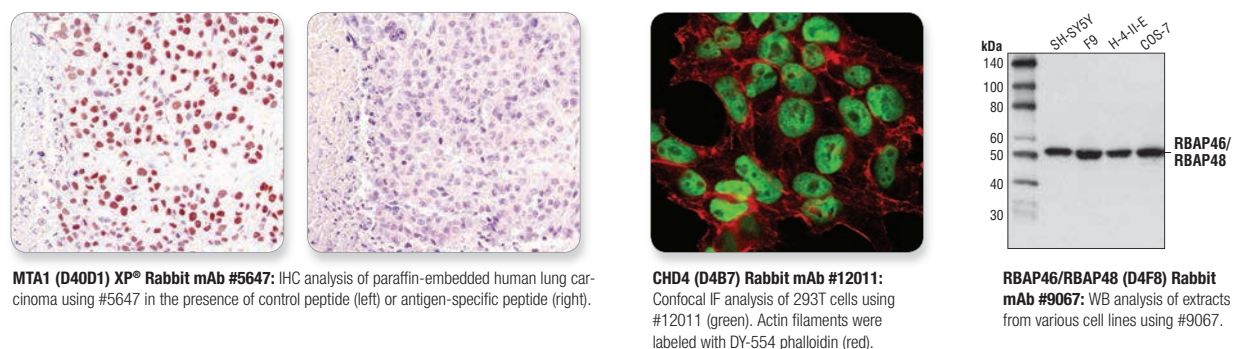 SH-SY5Y
F9
H-4-II-E
COS-7
kDa
140
100
80
60
50
40
30
RBAP46/
RBAP48
MTA1 (D40D1) XP® Rabbit mAb #5647: IHC analysis of paraffin-embedded human lung car-
cinoma using #5647 in the presence of control peptide (left) or antigen-specific peptide (right).
CHD4 (D4B7) Rabbit mAb #12011:
Confocal IF analysis of 293T cells using
#12011 (green). Actin filaments were
labeled with DY-554 phalloidin (red).
RBAP46/RBAP48 (D4F8) Rabbit
mAb #9067: WB analysis of extracts
from various cell lines using #9067.